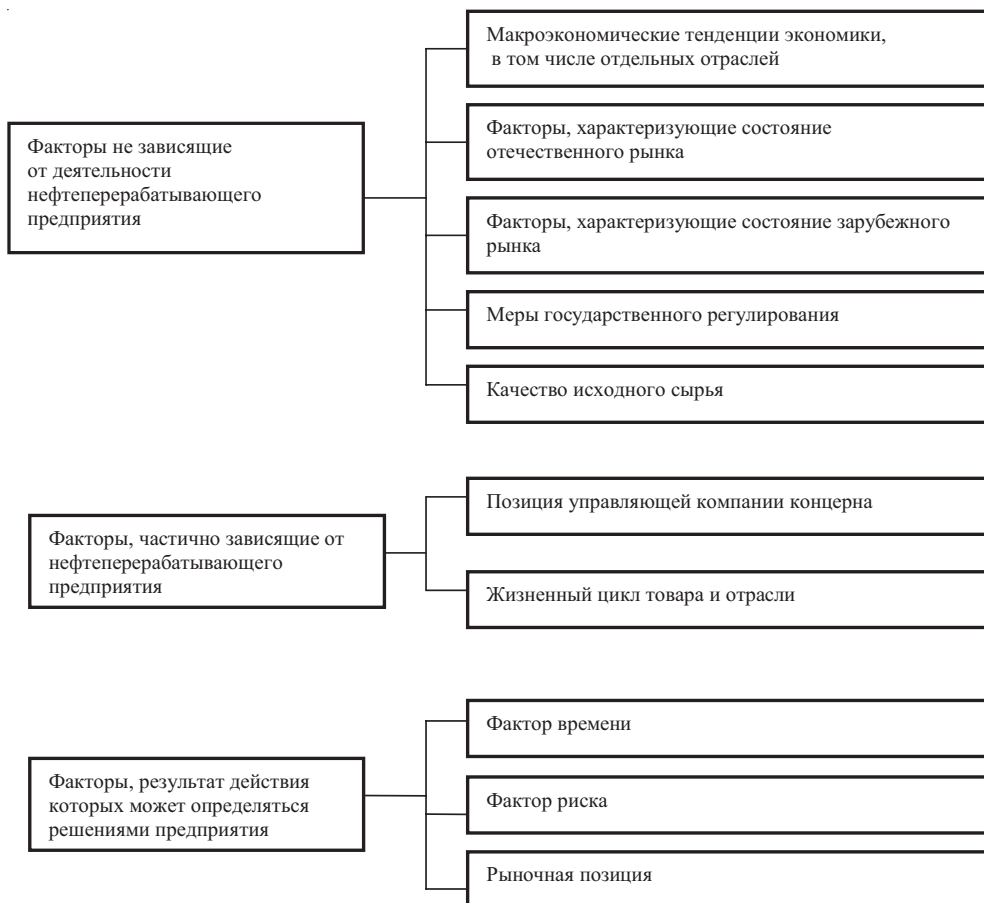 Макроэкономические тенденции экономики,
в том числе отдельных отраслей
Факторы не зависящие
от деятельности
нефтеперерабатывающего
предприятия
Факторы, характеризующие состояние
отечественного рынка
Факторы, характеризующие состояние зарубежного
рынка
Меры государственного регулирования
Качество исходного сырья
Факторы, частично зависящие от
нефтеперерабатывающего
предприятия
Позиция управляющей компании концерна
Жизненный цикл товара и отрасли
Факторы, результат действия
которых может определяться
решениями предприятия
Фактор времени
Фактор риска
Рыночная позиция